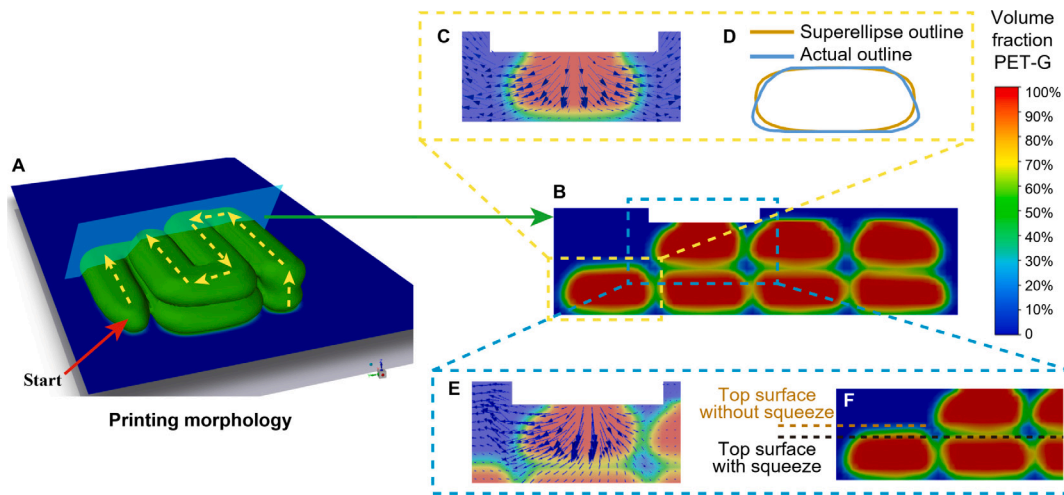 A
Start
Printing morphology
C
D
Superellipse outline
Actual outline
Volume
fraction
PET-G
100%
90%
80%
70%
60%
50%
40%
30%
20%
10%
0
B
E
Top surface
without squeeze
Top surface
with squeeze
F